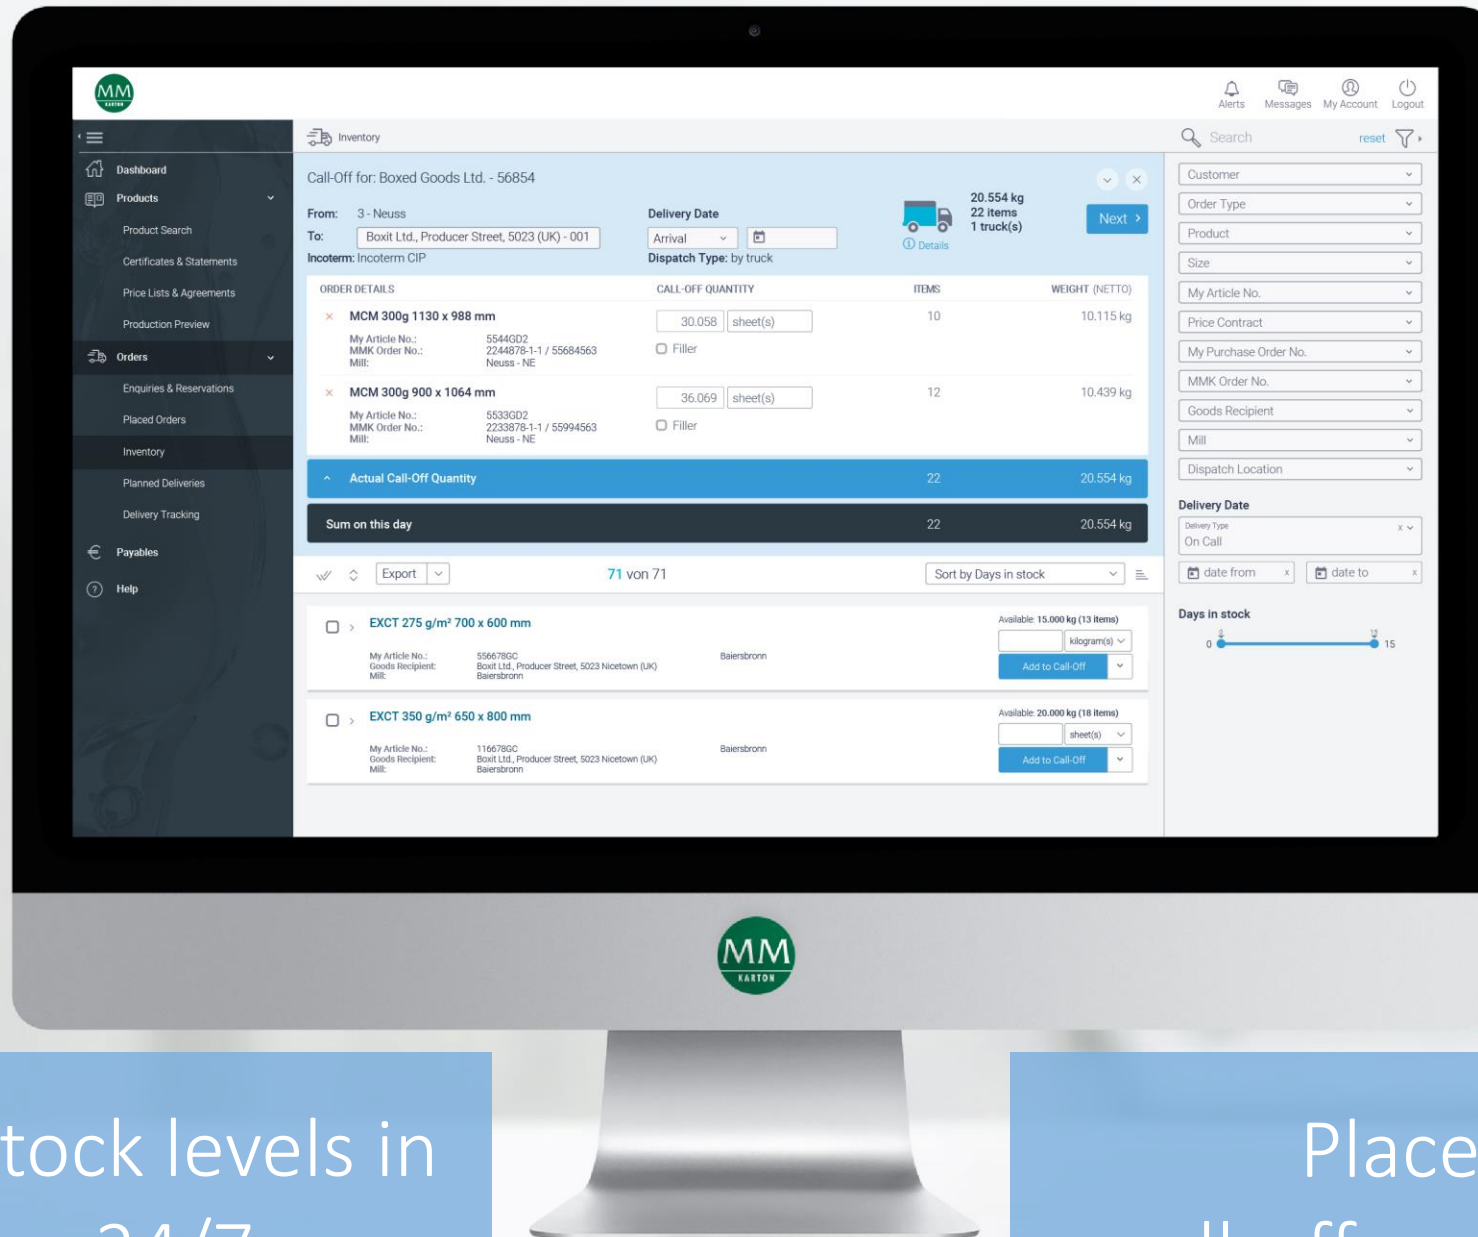 MM
KARTON
Alerts
Messages
My Account
Logout
Inventory
Search
reset
Dashboard
Products
Product Search
Certificates & Statements
Price Lists & Agreements
Production Preview
Orders
Enquiries & Reservations
Placed Orders
Inventory
Planned Deliveries
Delivery Tracking
Payables
Help
Call-Off for: Boxed Goods Ltd. - 56854
From: 3 - Neuss
To: Boxit Ltd., Producer Street, 5023 (UK) - 001
Incoterm: Incoterm CIP
Delivery Date
Arrival
Dispatch Type: by truck
Details
20.554 kg
22 items
1 truck(s)
Next
ORDER DETAILS CALL-OFF QUANTITY ITEMS WEIGHT (NETTO)
MCM 300g 1130 x 988 mm 30.058 sheet(s) 10 10.115 kg
My Article No.: 5544GD2
MMK Order No.: 2244878-1-1 / 55684563
Mill: Neuss - NE
Filler
MCM 300g 900 x 1064 mm 36.069 sheet(s) 12 10.439 kg
My Article No.: 5533GD2
MMK Order No.: 2233878-1-1 / 55994563
Mill: Neuss - NE
Filler
Actual Call-Off Quantity 22 20.554 kg
Sum on this day 22 20.554 kg
Export 71 von 71 Sort by Days in stock
EXCT 275 g/m² 700 x 600 mm
My Article No.: 556678GC
Goods Recipient: Boxit Ltd., Producer Street, 5023 Nicetown (UK)
Mill: Baiersbronn
Baiersbronn
Available: 15.000 kg (13 items)
kilogram(s)
Add to Call-Off
EXCT 350 g/m² 650 x 800 mm
My Article No.: 116678GC
Goods Recipient: Boxit Ltd., Producer Street, 5023 Nicetown (UK)
Mill: Baiersbronn
Baiersbronn
Available: 20.000 kg (18 items)
sheet(s)
Add to Call-Off
Customer
Order Type
Product
Size
My Article No.
Price Contract
My Purchase Order No.
MMK Order No.
Goods Recipient
Mill
Dispatch Location
Delivery Date
Delivery Type
On Call
x
date from x date to x
Days in stock
0 15
MM
KARTON
tock levels in
24/7
Place